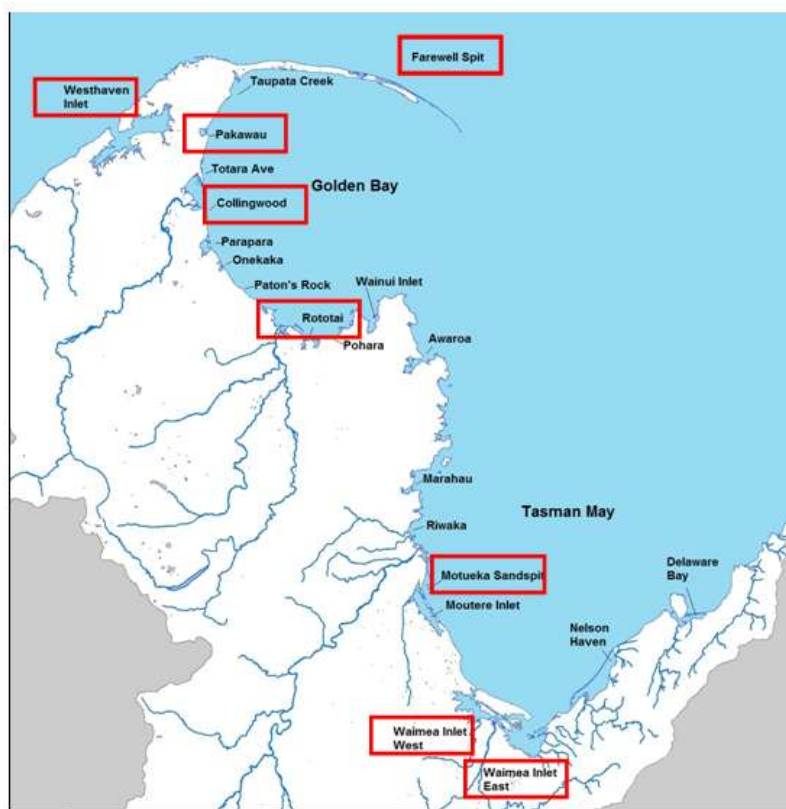 Farewell Spit
Taupata Creek
Westhaven
Inlet
Pakawau
Totara Ave
Golden Bay
Collingwood
Parapara
Onekaka
Wainui Inlet
Paton's Rock
Rototai
Pohara
Awaroa
Marahau
Tasman May
Riwaka
Delaware
Bay
Motueka Sandspit
Moutere Inlet
Nelson
Haven
Waimea Inlet
West
Waimea Inlet
East